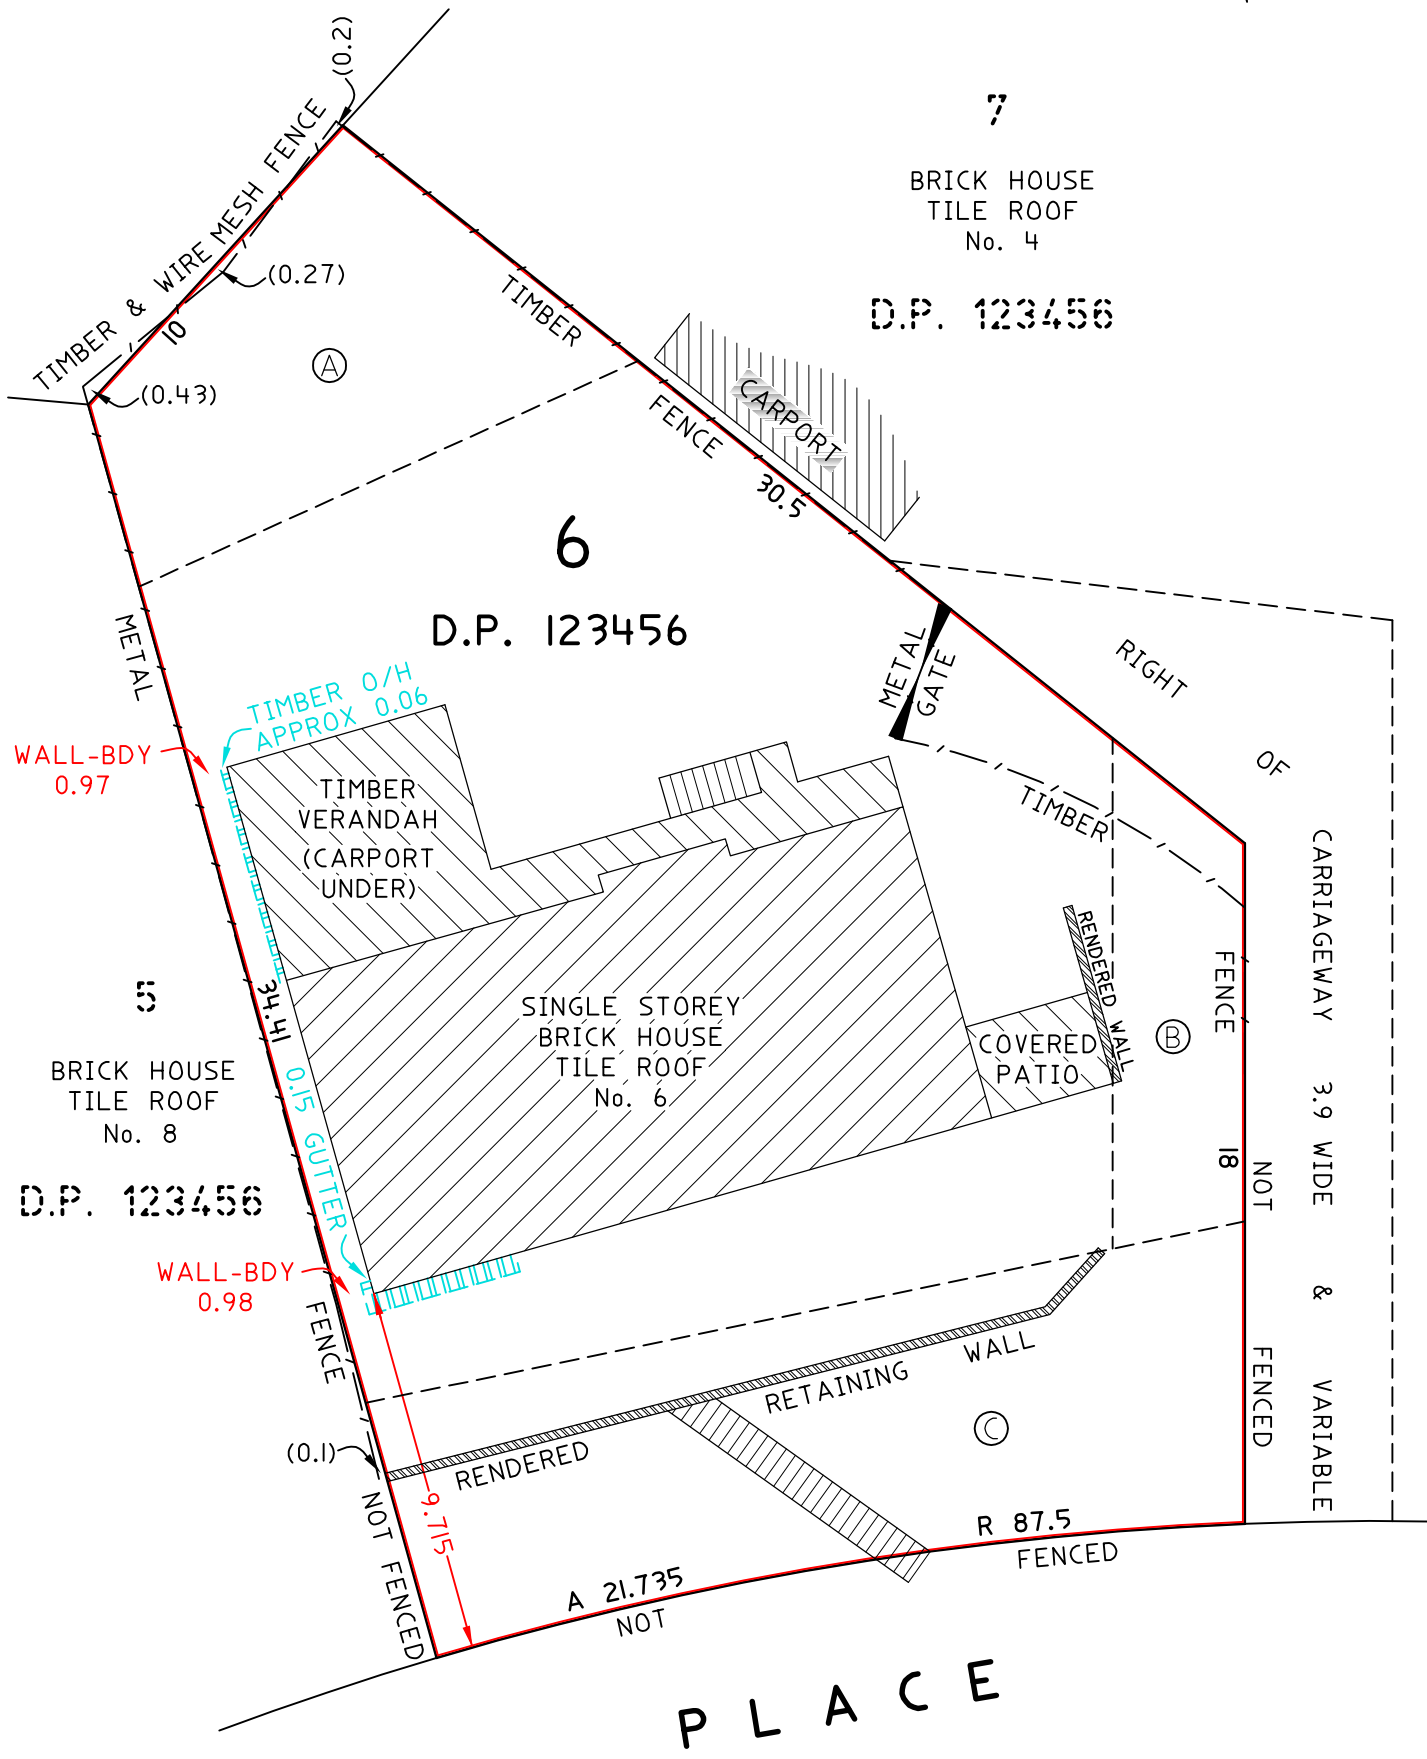 (0.2)
7
BRICK HOUSE
TILE ROOF
No. 4
D.P. 123456
TIMBER & WIRE MESH FENCE
(0.27)
10
(0.43)
A
TIMBER
FENCE
30.5
CARPORT
6
D.P. 123456
METAL
METAL
GATE
RIGHT
OF
CARRIAGEWAY 3.9 WIDE & VARIABLE
TIMBER O/H
APPROX 0.06
WALL-BDY
0.97
TIMBER
VERANDAH
(CARPORT
UNDER)
TIMBER
FENCE
RENDERED WALL
5
BRICK HOUSE
TILE ROOF
No. 8
D.P. 123456
34.41
0.15 GUTTER
SINGLE STOREY
BRICK HOUSE
TILE ROOF
No. 6
COVERED
PATIO
B
18
NOT
FENCED
WALL-BDY
0.98
FENCE
RENDERED
RETAINING
WALL
C
(0.1)
NOT FENCED
9.715
A 21.735
NOT
R 87.5
FENCED
PLACE